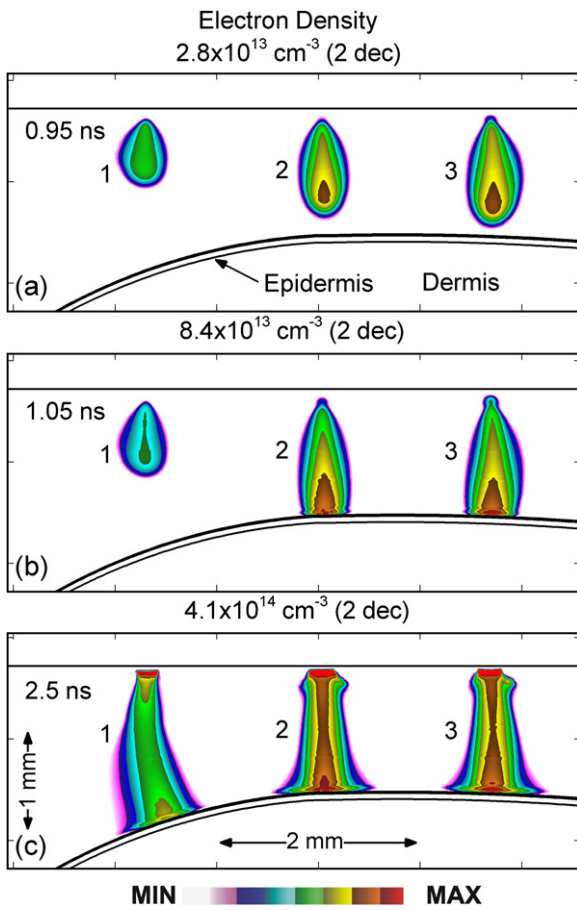 Electron Density
2.8x10¹³ cm⁻³ (2 dec)
0.95 ns
1
2
3
Epidermis
Dermis
(a)
8.4x10¹³ cm⁻³ (2 dec)
1.05 ns
1
2
3
(b)
4.1x10¹⁴ cm⁻³ (2 dec)
2.5 ns
1
2
3
1 mm
2 mm
(c)
MIN MAX